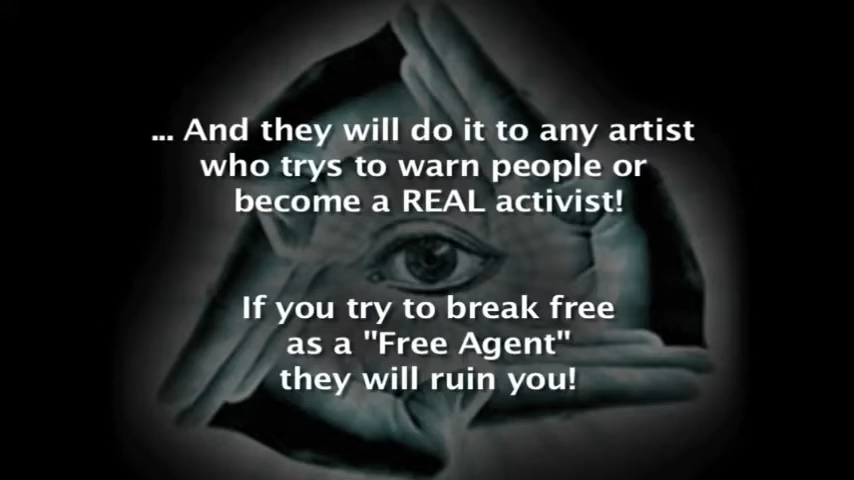 ... And they will do it to any artist
who trys to warn people or
become a REAL activist!
If you try to break free
as a "Free Agent"
they will ruin you!